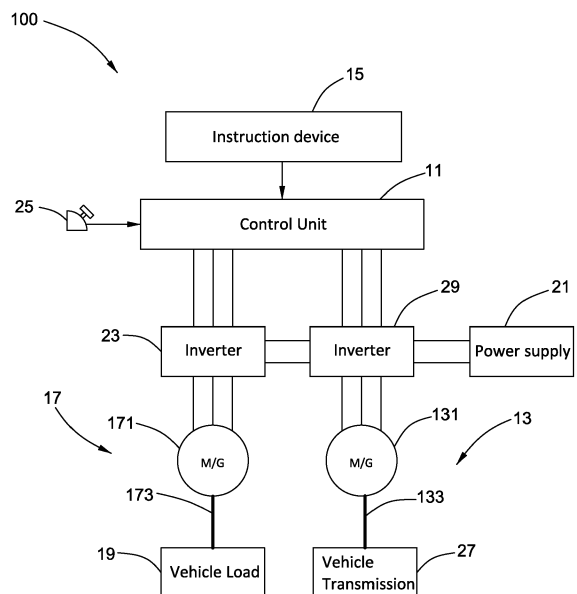 100
15
Instruction device
11
25
Control Unit
29
21
23
Inverter
Inverter
Power supply
17
171
131
13
M/G
M/G
173
133
19
Vehicle Load
Vehicle
Transmission
27